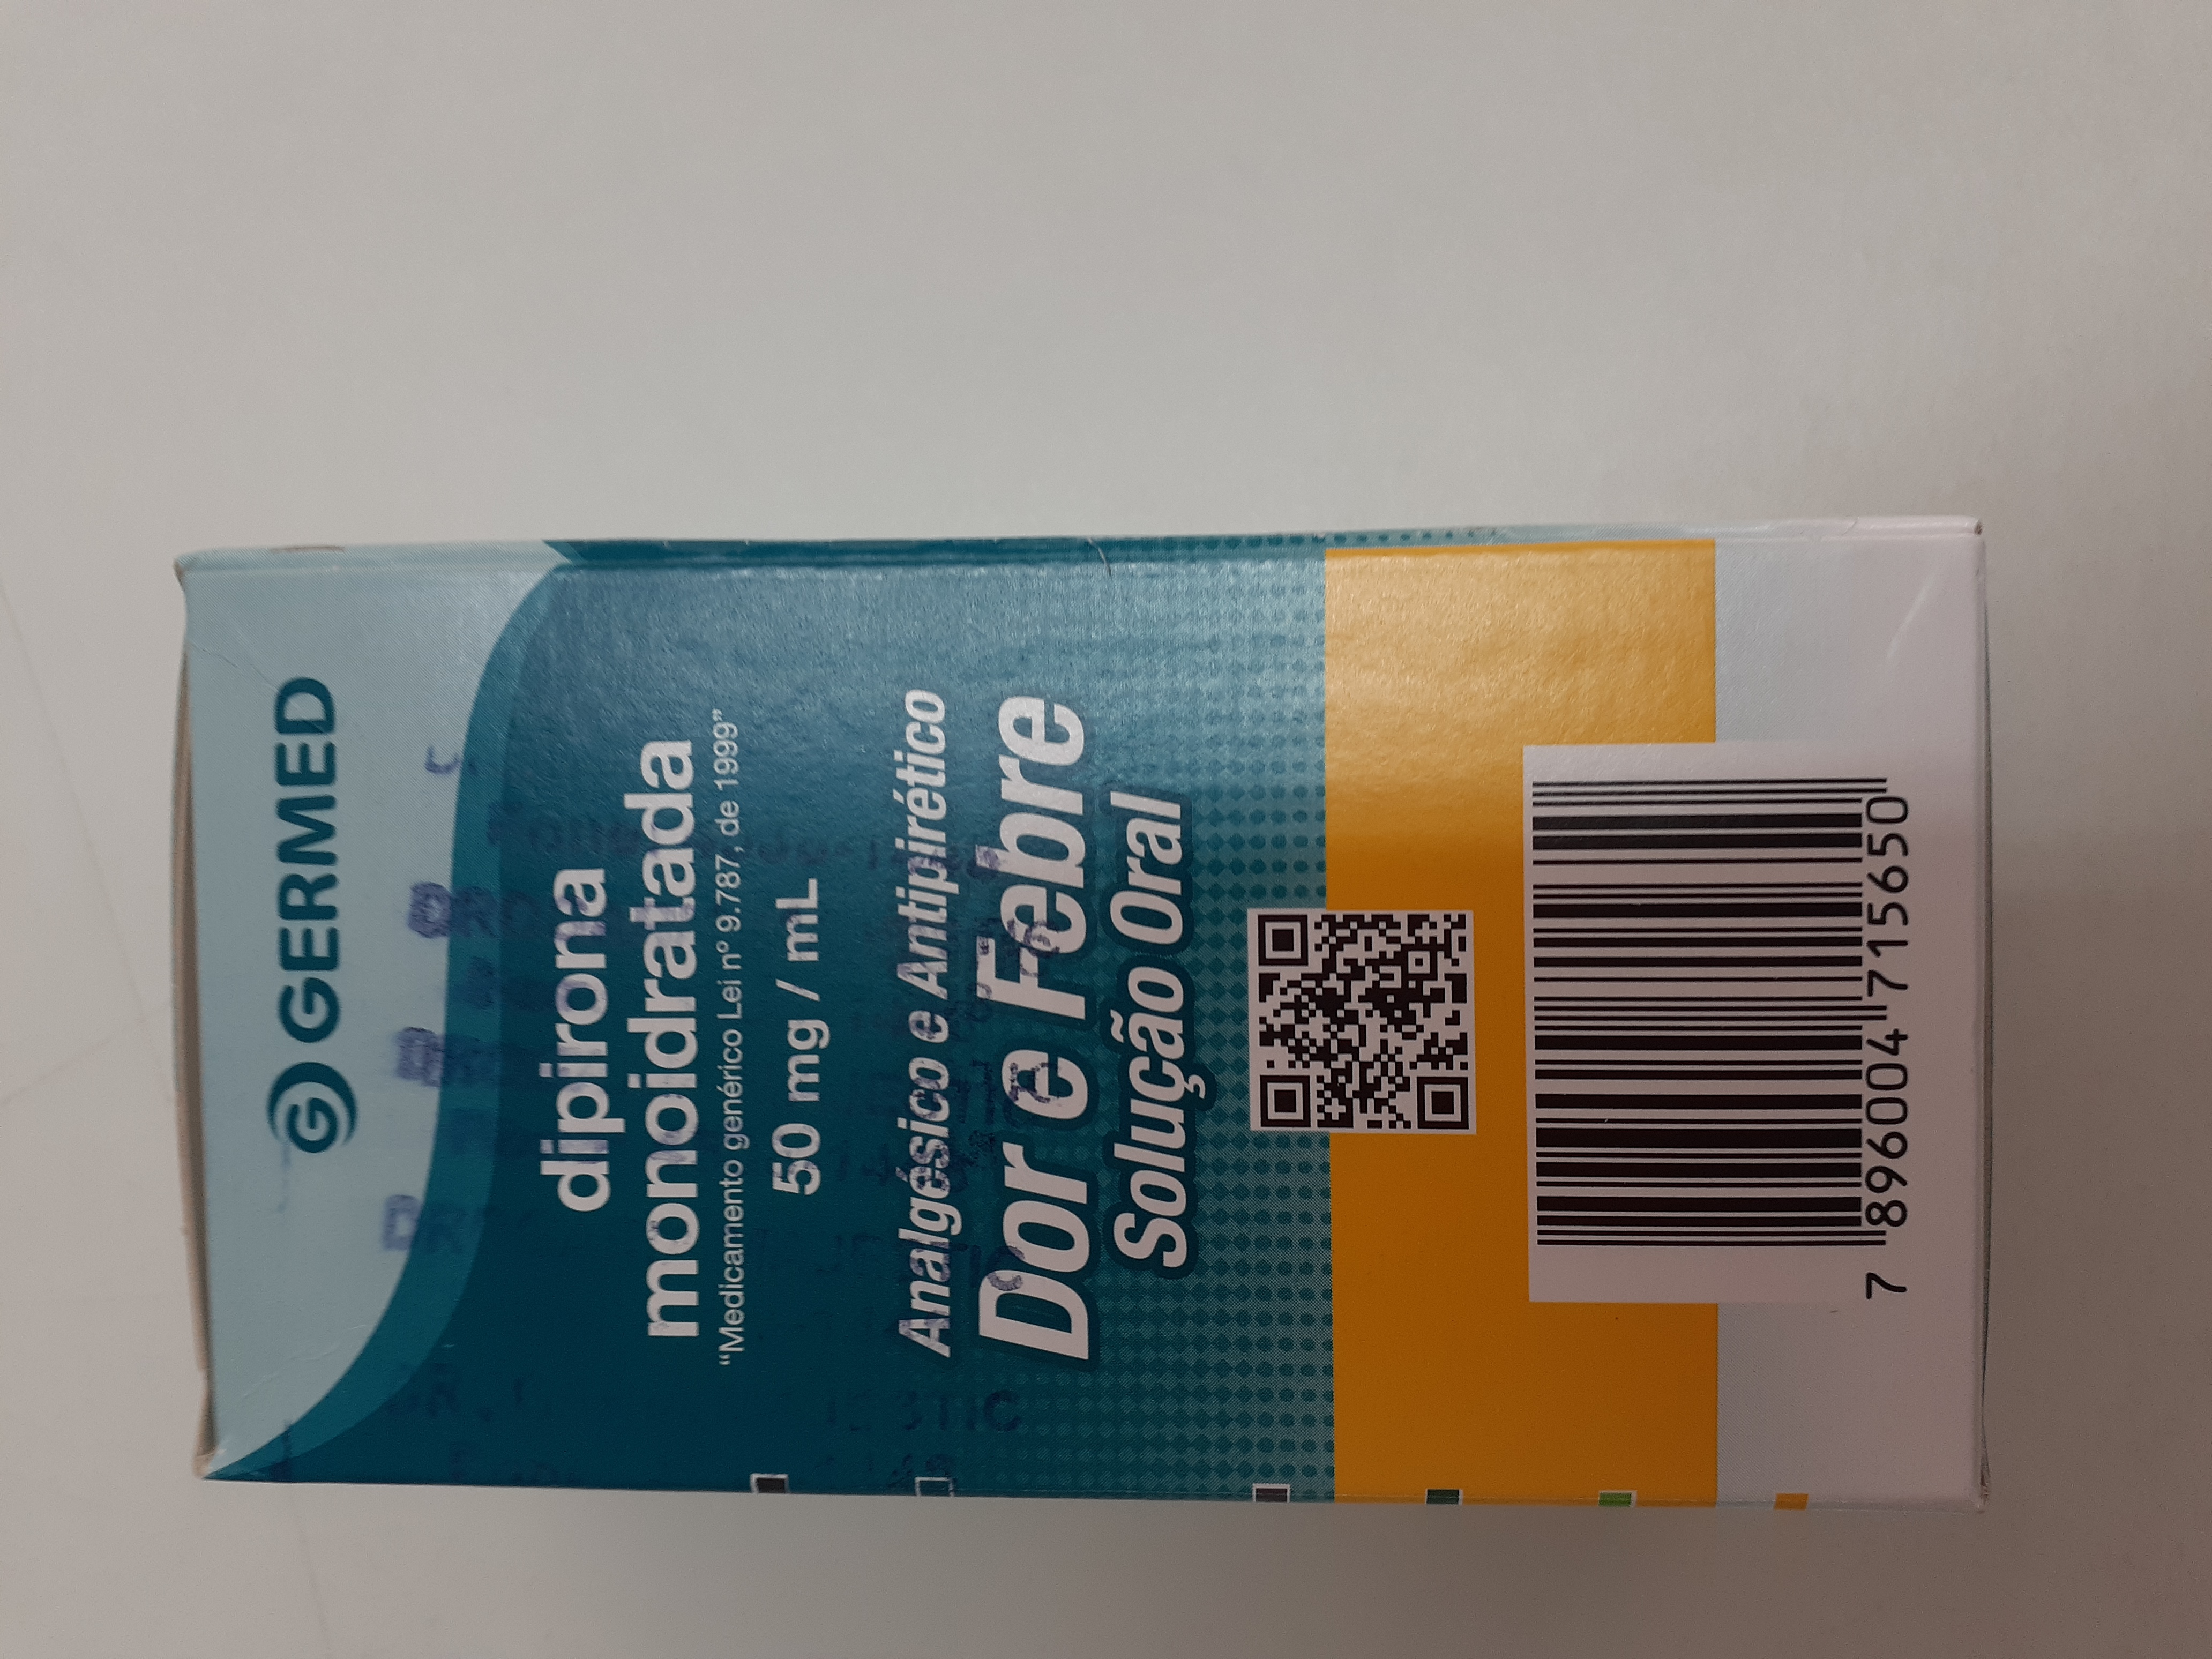 GERMED
dipirona
monoidratada
“Medicamento genérico Lei nº 9.787, de 1999”
50 mg / mL
Analgésico e Antipirético
Dor e Febre
Solução Oral
7 896004 715650